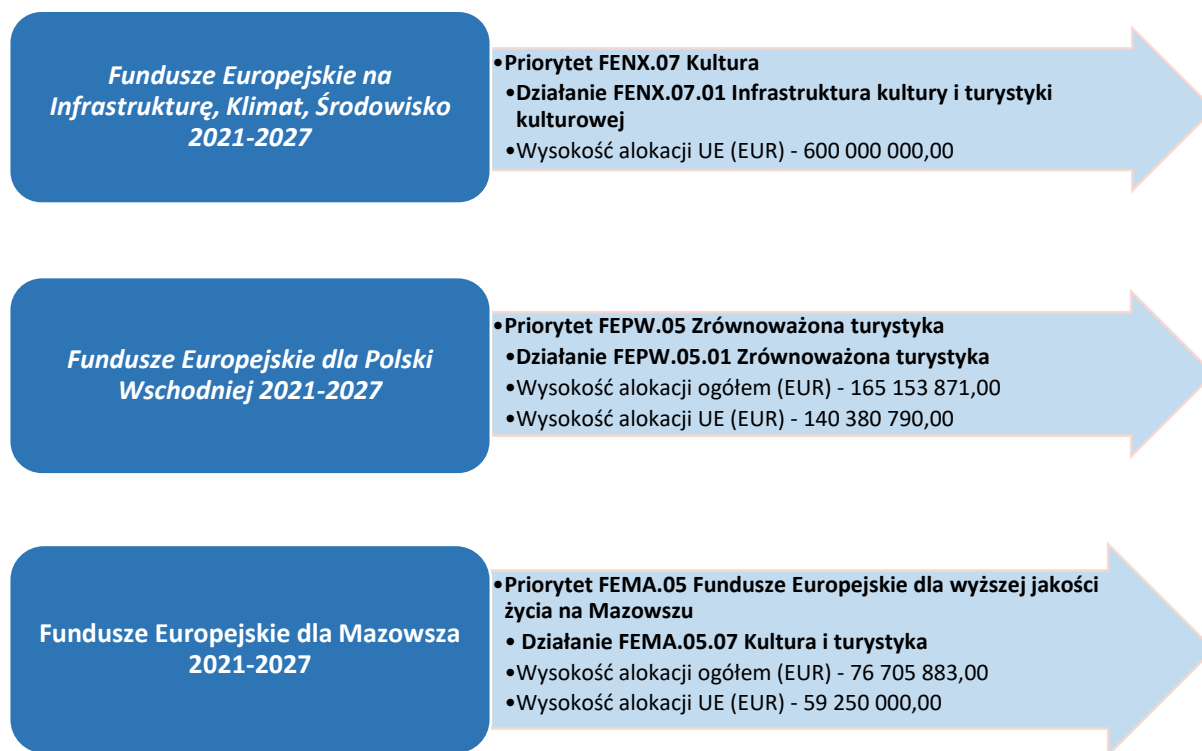 Fundusze Europejskie na
Infrastrukturę, Klimat, Środowisko
2021-2027
•Priorytet FENX.07 Kultura
•Działanie FENX.07.01 Infrastruktura kultury i turystyki
kulturowej
•Wysokość alokacji UE (EUR) - 600 000 000,00
Fundusze Europejskie dla Polski
Wschodniej 2021-2027
•Priorytet FEPW.05 Zrównoważona turystyka
•Działanie FEPW.05.01 Zrównoważona turystyka
•Wysokość alokacji ogółem (EUR) - 165 153 871,00
•Wysokość alokacji UE (EUR) - 140 380 790,00
Fundusze Europejskie dla Mazowsza
2021-2027
•Priorytet FEMA.05 Fundusze Europejskie dla wyższej jakości
życia na Mazowszu
• Działanie FEMA.05.07 Kultura i turystyka
•Wysokość alokacji ogółem (EUR) - 76 705 883,00
•Wysokość alokacji UE (EUR) - 59 250 000,00